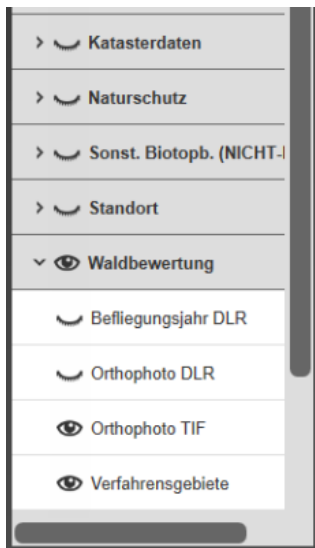 Katasterdaten
Naturschutz
Sonst. Biotopb. (NICHT-
Standort
Waldbewertung
Befliegungsjahr DLR
Orthophoto DLR
Orthophoto TIF
Verfahrensgebiete